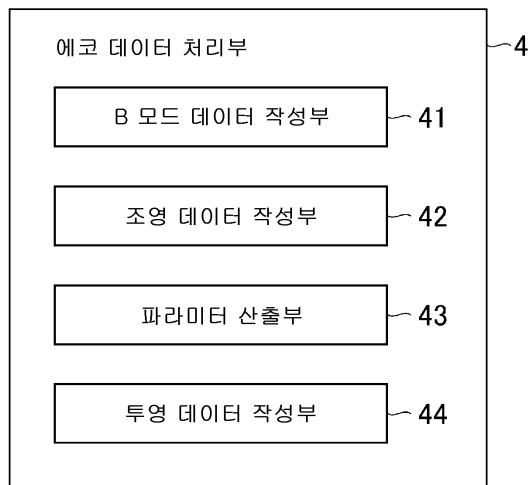 에코 데이터 처리부
4
B 모드 데이터 작성부
41
조영 데이터 작성부
42
파라미터 산출부
43
투영 데이터 작성부
44